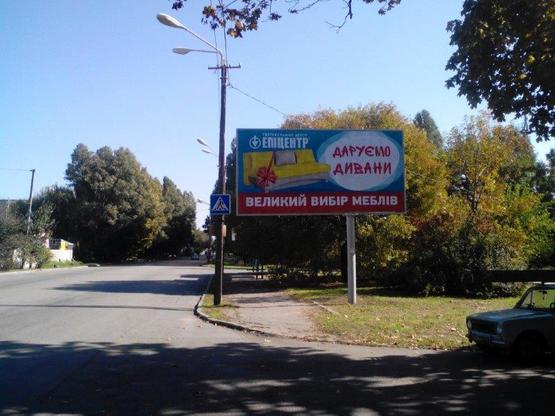 ЕПІЦЕНТР
ДАРУЄМО
ДИВАНИ
ВЕЛИКИЙ ВИБІР МЕБЛІВ